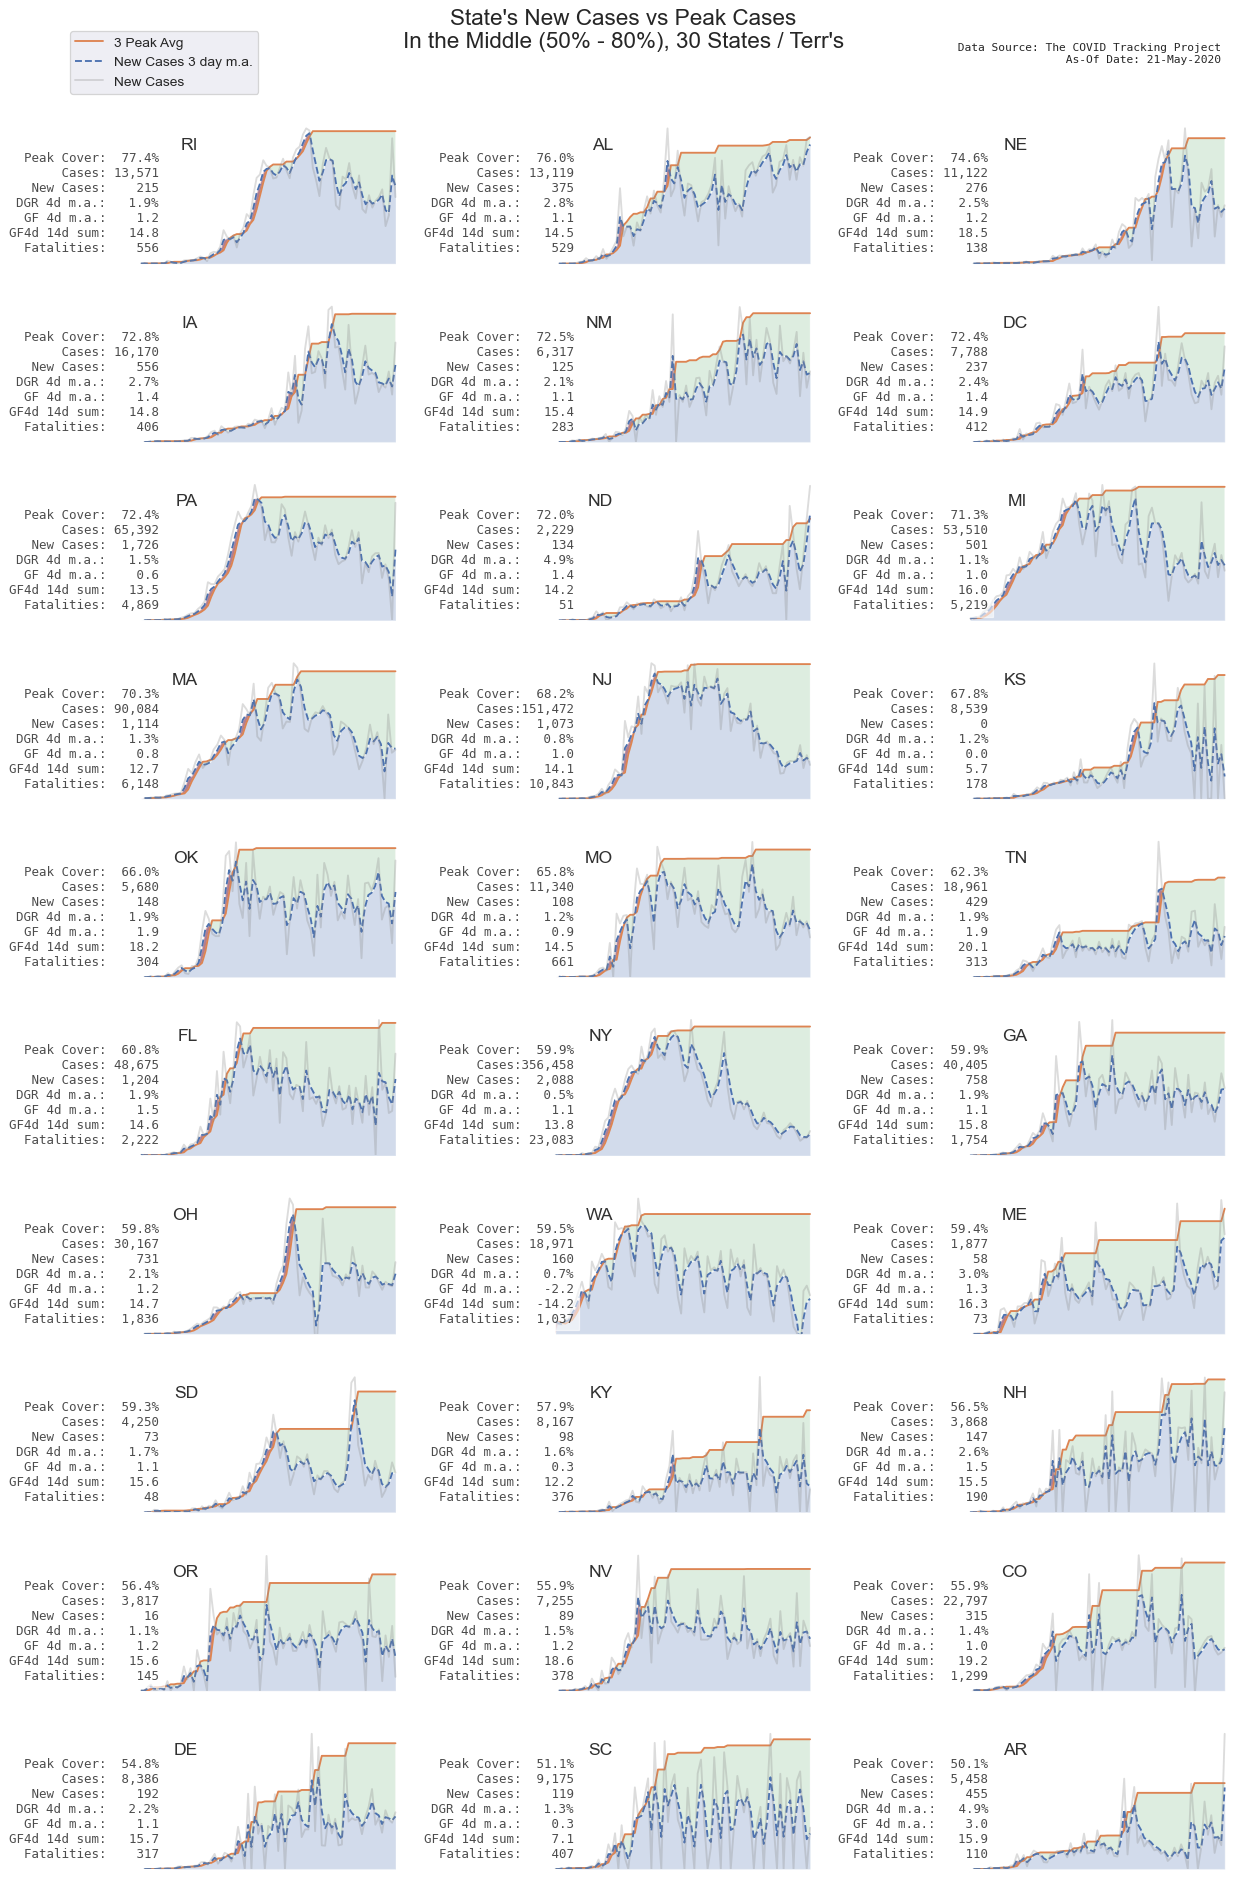 State's New Cases vs Peak Cases
In the Middle (50% - 80%), 30 States / Terr's
3 Peak Avg
New Cases 3 day m.a.
New Cases
Data Source: The COVID Tracking Project
As-Of Date: 21-May-2020
RI
Peak Cover: 77.4%
Cases: 13,571
New Cases: 215
DGR 4d m.a.: 1.9%
GF 4d m.a.: 1.2
GF4d 14d sum: 14.8
Fatalities: 556
AL
Peak Cover: 76.0%
Cases: 13,119
New Cases: 375
DGR 4d m.a.: 2.8%
GF 4d m.a.: 1.1
GF4d 14d sum: 14.5
Fatalities: 529
NE
Peak Cover: 74.6%
Cases: 11,122
New Cases: 276
DGR 4d m.a.: 2.5%
GF 4d m.a.: 1.2
GF4d 14d sum: 18.5
Fatalities: 138
IA
Peak Cover: 72.8%
Cases: 16,170
New Cases: 556
DGR 4d m.a.: 2.7%
GF 4d m.a.: 1.4
GF4d 14d sum: 14.8
Fatalities: 406
NM
Peak Cover: 72.5%
Cases: 6,317
New Cases: 125
DGR 4d m.a.: 2.1%
GF 4d m.a.: 1.1
GF4d 14d sum: 15.4
Fatalities: 283
DC
Peak Cover: 72.4%
Cases: 7,788
New Cases: 237
DGR 4d m.a.: 2.4%
GF 4d m.a.: 1.4
GF4d 14d sum: 14.9
Fatalities: 412
PA
Peak Cover: 72.4%
Cases: 65,392
New Cases: 1,726
DGR 4d m.a.: 1.5%
GF 4d m.a.: 0.6
GF4d 14d sum: 13.5
Fatalities: 4,869
ND
Peak Cover: 72.0%
Cases: 2,229
New Cases: 134
DGR 4d m.a.: 4.9%
GF 4d m.a.: 1.4
GF4d 14d sum: 14.2
Fatalities: 51
MI
Peak Cover: 71.3%
Cases: 53,510
New Cases: 501
DGR 4d m.a.: 1.1%
GF 4d m.a.: 1.0
GF4d 14d sum: 16.0
Fatalities: 5,219
MA
Peak Cover: 70.3%
Cases: 90,084
New Cases: 1,114
DGR 4d m.a.: 1.3%
GF 4d m.a.: 0.8
GF4d 14d sum: 12.7
Fatalities: 6,148
NJ
Peak Cover: 68.2%
Cases:151,472
New Cases: 1,073
DGR 4d m.a.: 0.8%
GF 4d m.a.: 1.0
GF4d 14d sum: 14.1
Fatalities: 10,843
KS
Peak Cover: 67.8%
Cases: 8,539
New Cases: 0
DGR 4d m.a.: 1.2%
GF 4d m.a.: 0.0
GF4d 14d sum: 5.7
Fatalities: 178
OK
Peak Cover: 66.0%
Cases: 5,680
New Cases: 148
DGR 4d m.a.: 1.9%
GF 4d m.a.: 1.9
GF4d 14d sum: 18.2
Fatalities: 304
MO
Peak Cover: 65.8%
Cases: 11,340
New Cases: 108
DGR 4d m.a.: 1.2%
GF 4d m.a.: 0.9
GF4d 14d sum: 14.5
Fatalities: 661
TN
Peak Cover: 62.3%
Cases: 18,961
New Cases: 429
DGR 4d m.a.: 1.9%
GF 4d m.a.: 1.9
GF4d 14d sum: 20.1
Fatalities: 313
FL
Peak Cover: 60.8%
Cases: 48,675
New Cases: 1,204
DGR 4d m.a.: 1.9%
GF 4d m.a.: 1.5
GF4d 14d sum: 14.6
Fatalities: 2,222
NY
Peak Cover: 59.9%
Cases:356,458
New Cases: 2,088
DGR 4d m.a.: 0.5%
GF 4d m.a.: 1.1
GF4d 14d sum: 13.8
Fatalities: 23,083
GA
Peak Cover: 59.9%
Cases: 40,405
New Cases: 758
DGR 4d m.a.: 1.9%
GF 4d m.a.: 1.1
GF4d 14d sum: 15.8
Fatalities: 1,754
OH
Peak Cover: 59.8%
Cases: 30,167
New Cases: 731
DGR 4d m.a.: 2.1%
GF 4d m.a.: 1.2
GF4d 14d sum: 14.7
Fatalities: 1,836
WA
Peak Cover: 59.5%
Cases: 18,971
New Cases: 160
DGR 4d m.a.: 0.7%
GF 4d m.a.: -2.2
GF4d 14d sum: -14.2
Fatalities: 1,037
ME
Peak Cover: 59.4%
Cases: 1,877
New Cases: 58
DGR 4d m.a.: 3.0%
GF 4d m.a.: 1.3
GF4d 14d sum: 16.3
Fatalities: 73
SD
Peak Cover: 59.3%
Cases: 4,250
New Cases: 73
DGR 4d m.a.: 1.7%
GF 4d m.a.: 1.1
GF4d 14d sum: 15.6
Fatalities: 48
KY
Peak Cover: 57.9%
Cases: 8,167
New Cases: 98
DGR 4d m.a.: 1.6%
GF 4d m.a.: 0.3
GF4d 14d sum: 12.2
Fatalities: 376
NH
Peak Cover: 56.5%
Cases: 3,868
New Cases: 147
DGR 4d m.a.: 2.6%
GF 4d m.a.: 1.5
GF4d 14d sum: 15.5
Fatalities: 190
OR
Peak Cover: 56.4%
Cases: 3,817
New Cases: 16
DGR 4d m.a.: 1.1%
GF 4d m.a.: 1.2
GF4d 14d sum: 15.6
Fatalities: 145
NV
Peak Cover: 55.9%
Cases: 7,255
New Cases: 89
DGR 4d m.a.: 1.5%
GF 4d m.a.: 1.2
GF4d 14d sum: 18.6
Fatalities: 378
CO
Peak Cover: 55.9%
Cases: 22,797
New Cases: 315
DGR 4d m.a.: 1.4%
GF 4d m.a.: 1.0
GF4d 14d sum: 19.2
Fatalities: 1,299
DE
Peak Cover: 54.8%
Cases: 8,386
New Cases: 192
DGR 4d m.a.: 2.2%
GF 4d m.a.: 1.1
GF4d 14d sum: 15.7
Fatalities: 317
SC
Peak Cover: 51.1%
Cases: 9,175
New Cases: 119
DGR 4d m.a.: 1.3%
GF 4d m.a.: 0.3
GF4d 14d sum: 7.1
Fatalities: 407
AR
Peak Cover: 50.1%
Cases: 5,458
New Cases: 455
DGR 4d m.a.: 4.9%
GF 4d m.a.: 3.0
GF4d 14d sum: 15.9
Fatalities: 110